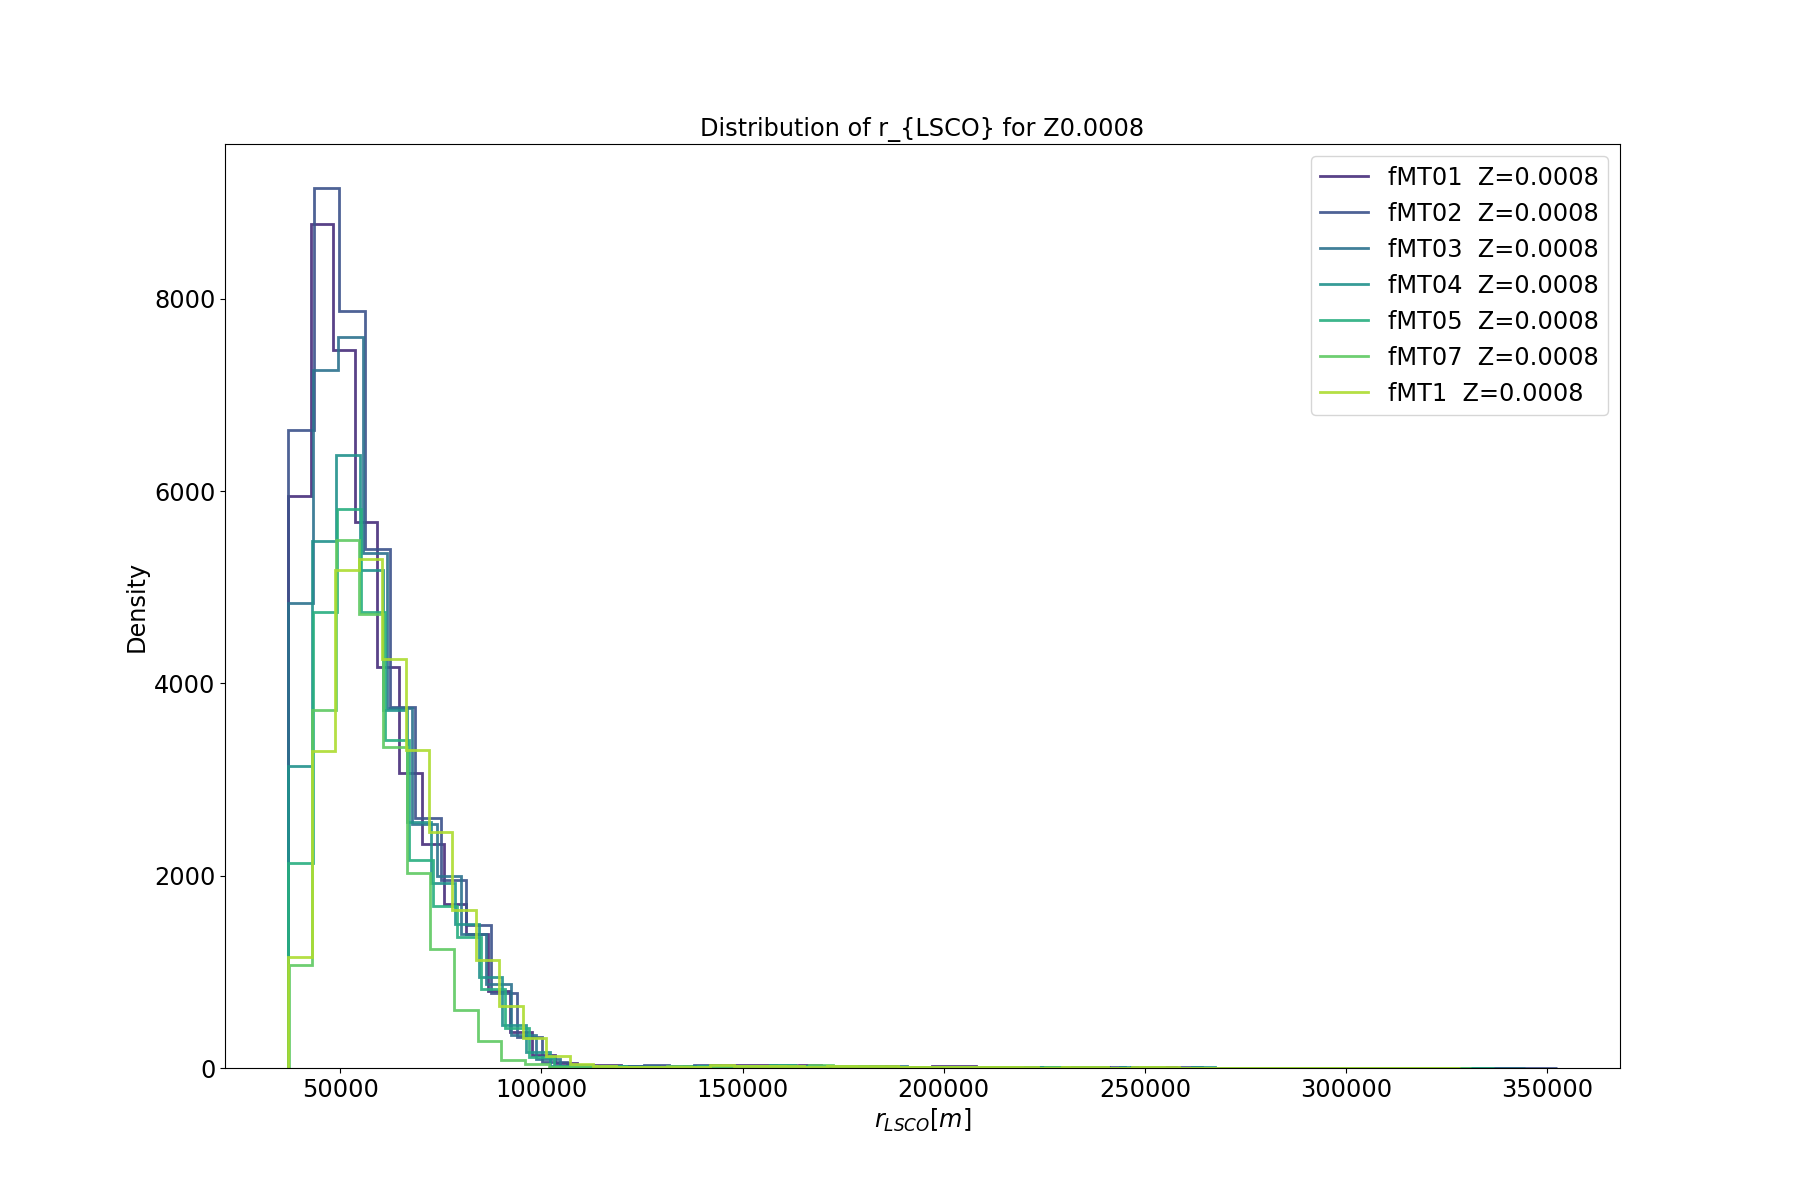 Distribution of r_{LSCO} for Z0.0008
fMT01  Z=0.0008
fMT02  Z=0.0008
fMT03  Z=0.0008
fMT04  Z=0.0008
fMT05  Z=0.0008
fMT07  Z=0.0008
fMT1  Z=0.0008
Density
8000
6000
4000
2000
0
50000 100000 150000 200000 250000 300000 350000
r_{LSCO}[m]